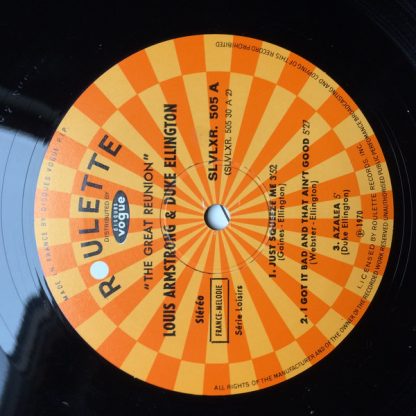 ROULETTE
DISTRIBUTED BY
DISQUES
vogue
"THE GREAT REUNION"
LOUIS ARMSTRONG & DUKE ELLINGTON
Stéréo
FRANCE-MELODIE
Série Loisirs
SLVLXR. 505 A
(SLVLXR. 505 30 A 2)
1. JUST SQUEEZE ME 3'52
(Gaines - Ellington)
2. I GOT IT BAD AND THAT AIN'T GOOD 5'27
(Webster - Ellington)
3. AZALEA 5'
(Duke Ellington)
℗ 1970
LICENSED BY ROULETTE RECORDS, INC.
MADE IN FRANCE BY DISQUES VOGUE P.I.P.
ALL RIGHTS OF THE MANUFACTURER AND OF THE OWNER OF THE RECORDED WORK RESERVED UNAUTHORISED PUBLIC PERFORMANCE BROADCASTING AND COPYING OF THIS RECORD PROHIBITED